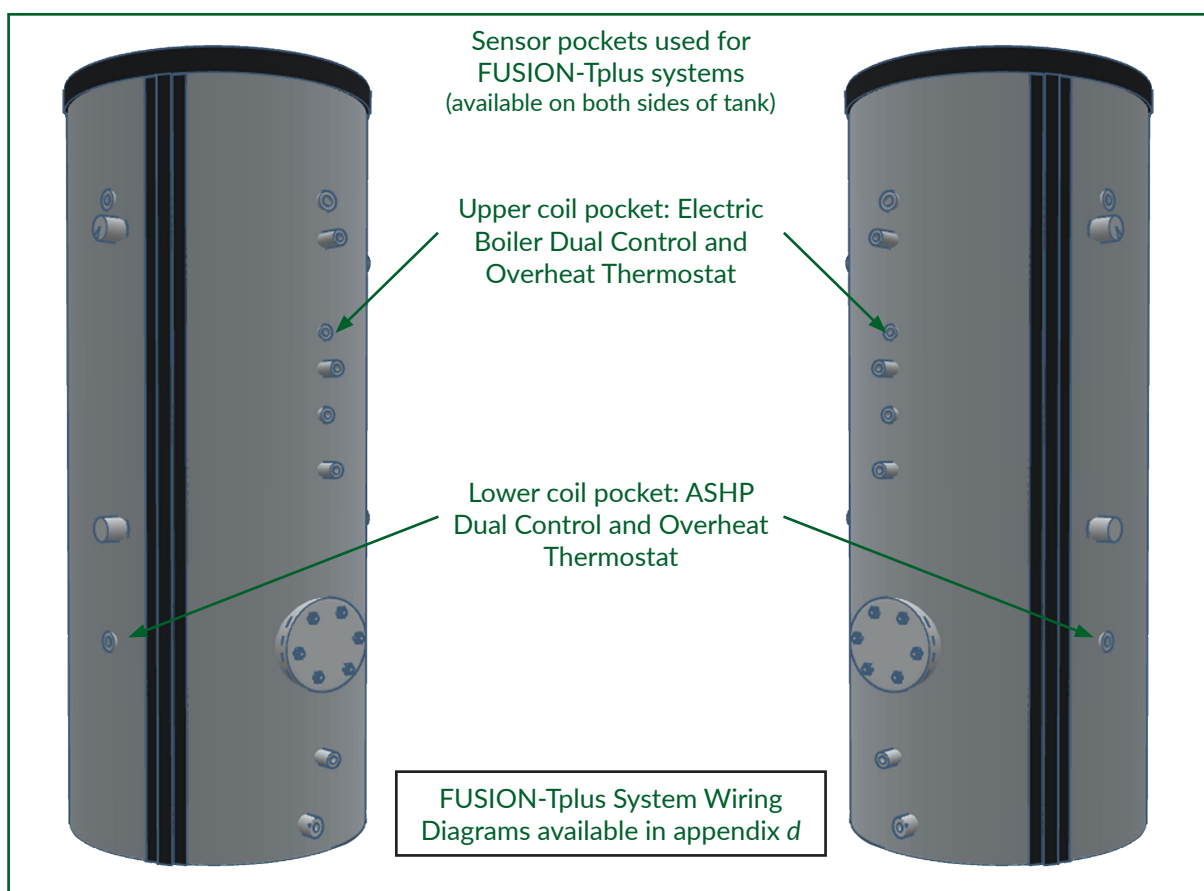 Sensor pockets used for
FUSION-Tplus systems
(available on both sides of tank)
Upper coil pocket: Electric
Boiler Dual Control and
Overheat Thermostat
Lower coil pocket: ASHP
Dual Control and Overheat
Thermostat
FUSION-Tplus System Wiring
Diagrams available in appendix d